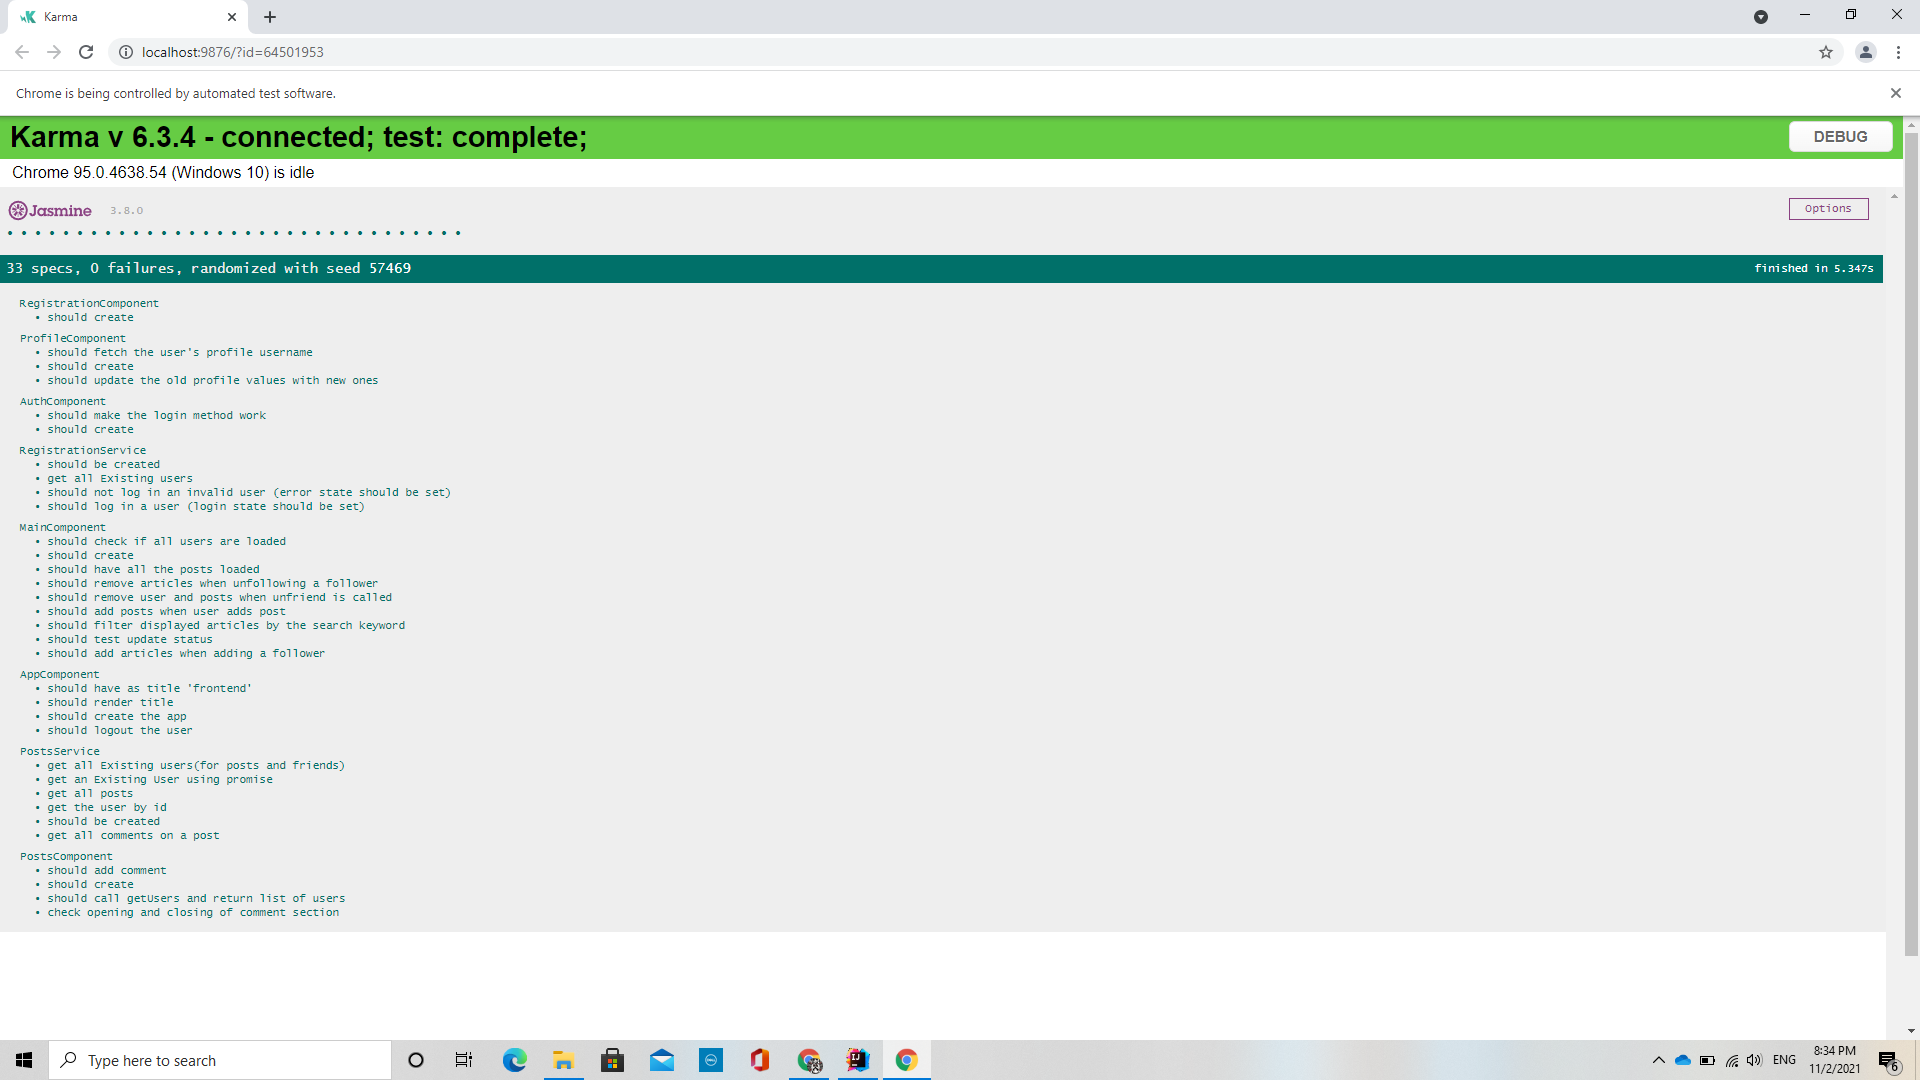 Karma
localhost:9876/?id=64501953
Chrome is being controlled by automated test software.
Karma v 6.3.4 - connected; test: complete;
DEBUG
Chrome 95.0.4638.54 (Windows 10) is idle
Jasmine 3.8.0
Options
33 specs, 0 failures, randomized with seed 57469
finished in 5.347s
RegistrationComponent
• should create
ProfileComponent
• should fetch the user's profile username
• should create
• should update the old profile values with new ones
AuthComponent
• should make the login method work
• should create
RegistrationService
• should be created
• get all Existing users
• should not log in an invalid user (error state should be set)
• should log in a user (login state should be set)
MainComponent
• should check if all users are loaded
• should create
• should have all the posts loaded
• should remove articles when unfollowing a follower
• should remove user and posts when unfriend is called
• should add posts when user adds post
• should filter displayed articles by the search keyword
• should test update status
• should add articles when adding a follower
AppComponent
• should have as title 'frontend'
• should render title
• should create the app
• should logout the user
PostsService
• get all Existing users(for posts and friends)
• get an Existing User using promise
• get all posts
• get the user by id
• should be created
• get all comments on a post
PostsComponent
• should add comment
• should create
• should call getUsers and return list of users
• check opening and closing of comment section
Type here to search
ENG
8:34 PM
11/2/2021
6